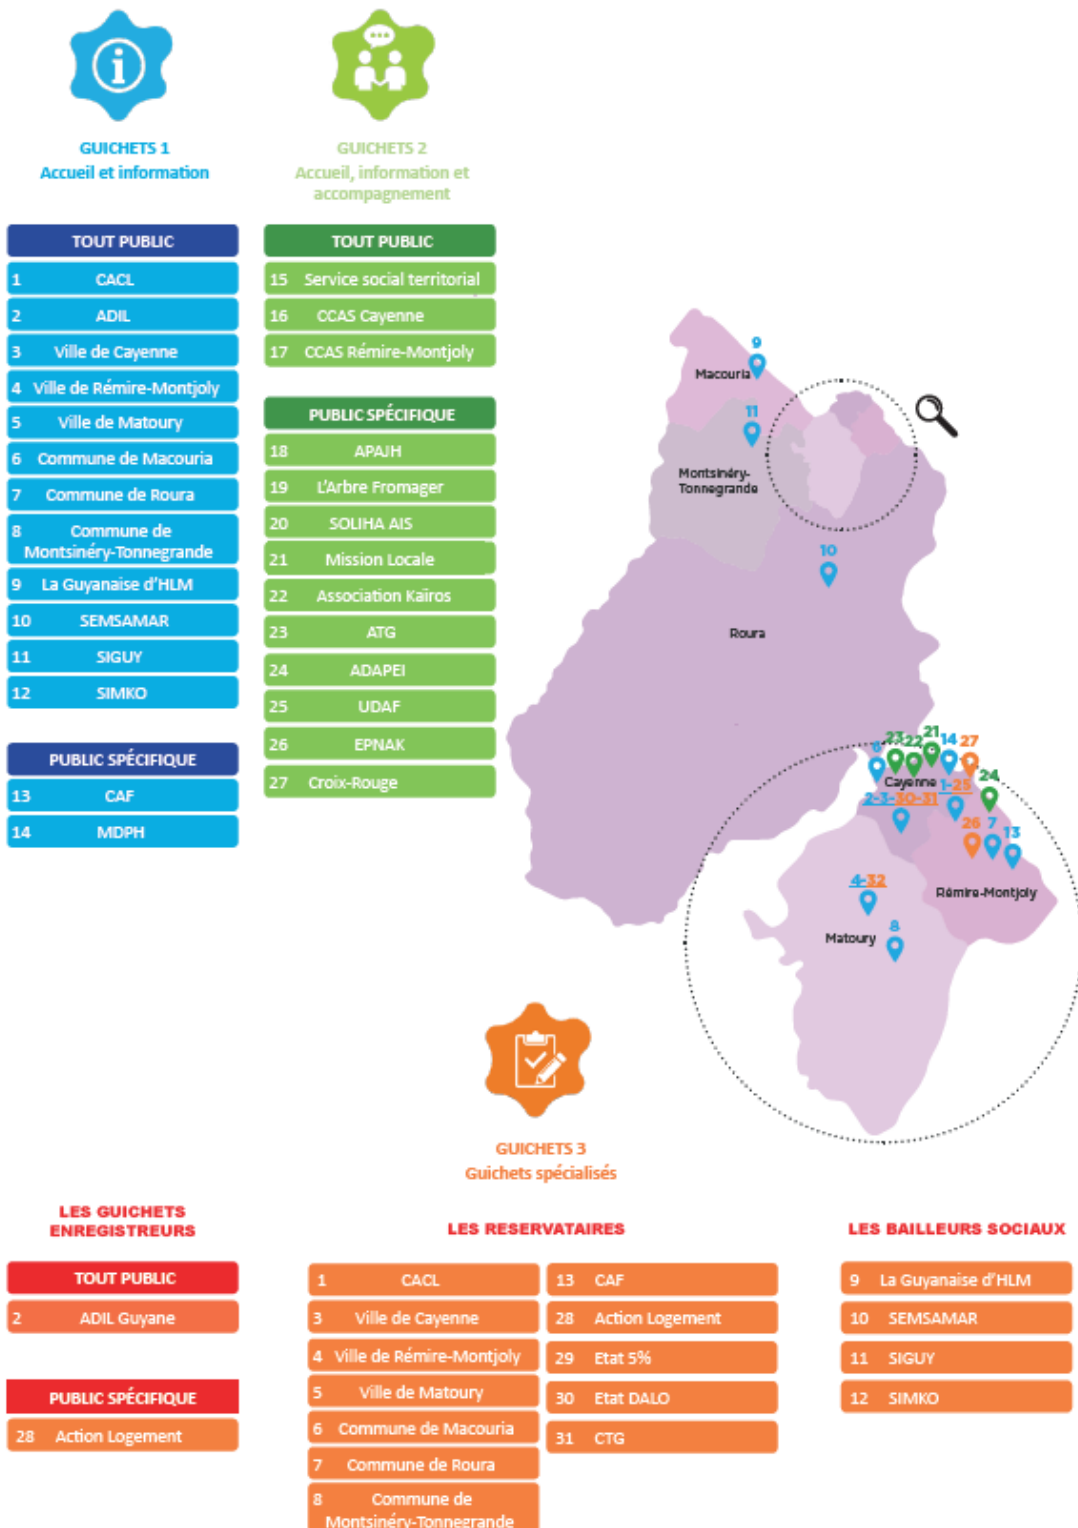 GUICHETS 1
Accueil et information
GUICHETS 2
Accueil, information et
accompagnement
TOUT PUBLIC
1 CACL
2 ADIL
3 Ville de Cayenne
4 Ville de Rémire-Montjoly
5 Ville de Matoury
6 Commune de Macouria
7 Commune de Roura
8 Commune de
Montsinéry-Tonnegrande
9 La Guyanaise d'HLM
10 SEMSAMAR
11 SIGUY
12 SIMKO
PUBLIC SPÉCIFIQUE
13 CAF
14 MDPH
TOUT PUBLIC
15 Service social territorial
16 CCAS Cayenne
17 CCAS Rémire-Montjoly
PUBLIC SPÉCIFIQUE
18 APAJH
19 L'Arbre Fromager
20 SOLIHA AIS
21 Mission Locale
22 Association Kaïros
23 ATG
24 ADAPEI
25 UDAF
26 EPNAK
27 Croix-Rouge
9
Macouria
11
Montsinéry-
Tonnegrande
10
Roura
6 23 22 21 14 27
Cayenne
24
2-3-30-31
1-25
26 7 13
4-32
Rémire-Montjoly
8
Matoury
GUICHETS 3
Guichets spécialisés
LES GUICHETS
ENREGISTREURS
TOUT PUBLIC
2 ADIL Guyane
PUBLIC SPÉCIFIQUE
28 Action Logement
LES RESERVATAIRES
1 CACL
3 Ville de Cayenne
4 Ville de Rémire-Montjoly
5 Ville de Matoury
6 Commune de Macouria
7 Commune de Roura
8 Commune de
Montsinéry-Tonnegrande
13 CAF
28 Action Logement
29 Etat 5%
30 Etat DALO
31 CTG
LES BAILLEURS SOCIAUX
9 La Guyanaise d'HLM
10 SEMSAMAR
11 SIGUY
12 SIMKO